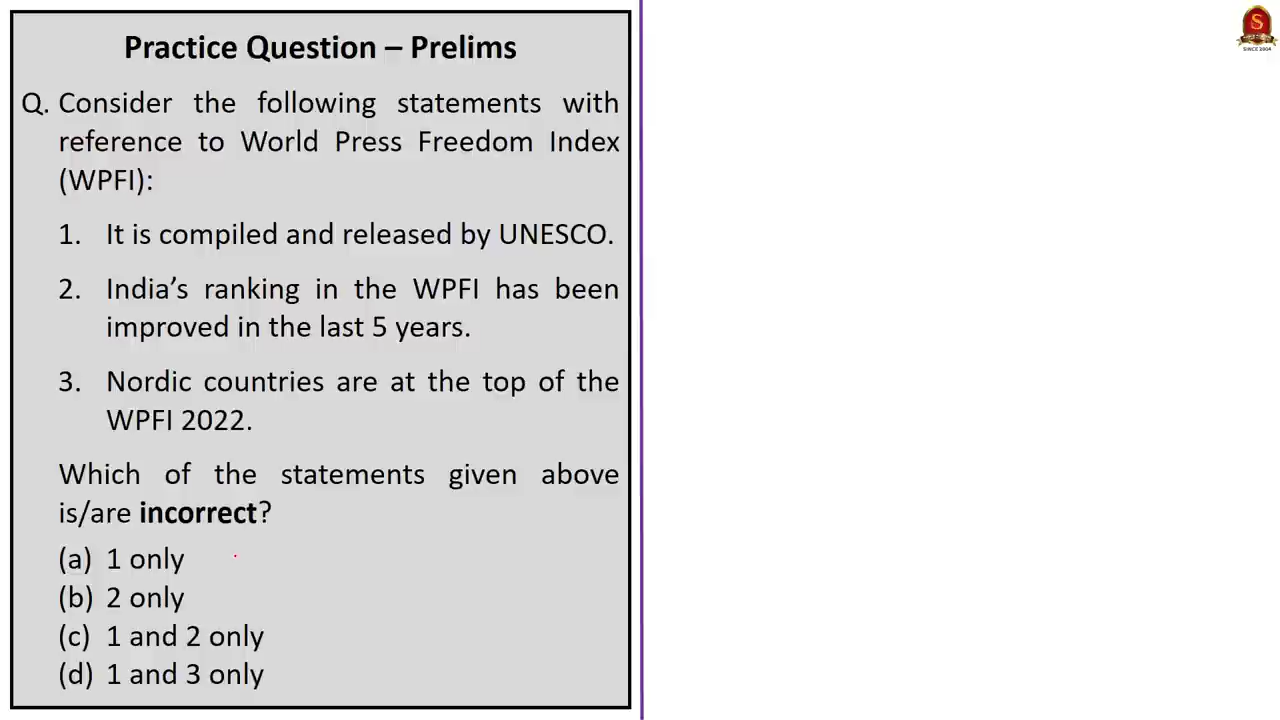 Practice Question – Prelims
Q. Consider the following statements with
reference to World Press Freedom Index
(WPFI):
1. It is compiled and released by UNESCO.
2. India’s ranking in the WPFI has been
improved in the last 5 years.
3. Nordic countries are at the top of the
WPFI 2022.
Which of the statements given above
is/are incorrect?
(a) 1 only
(b) 2 only
(c) 1 and 2 only
(d) 1 and 3 only
S
SINCE 2004